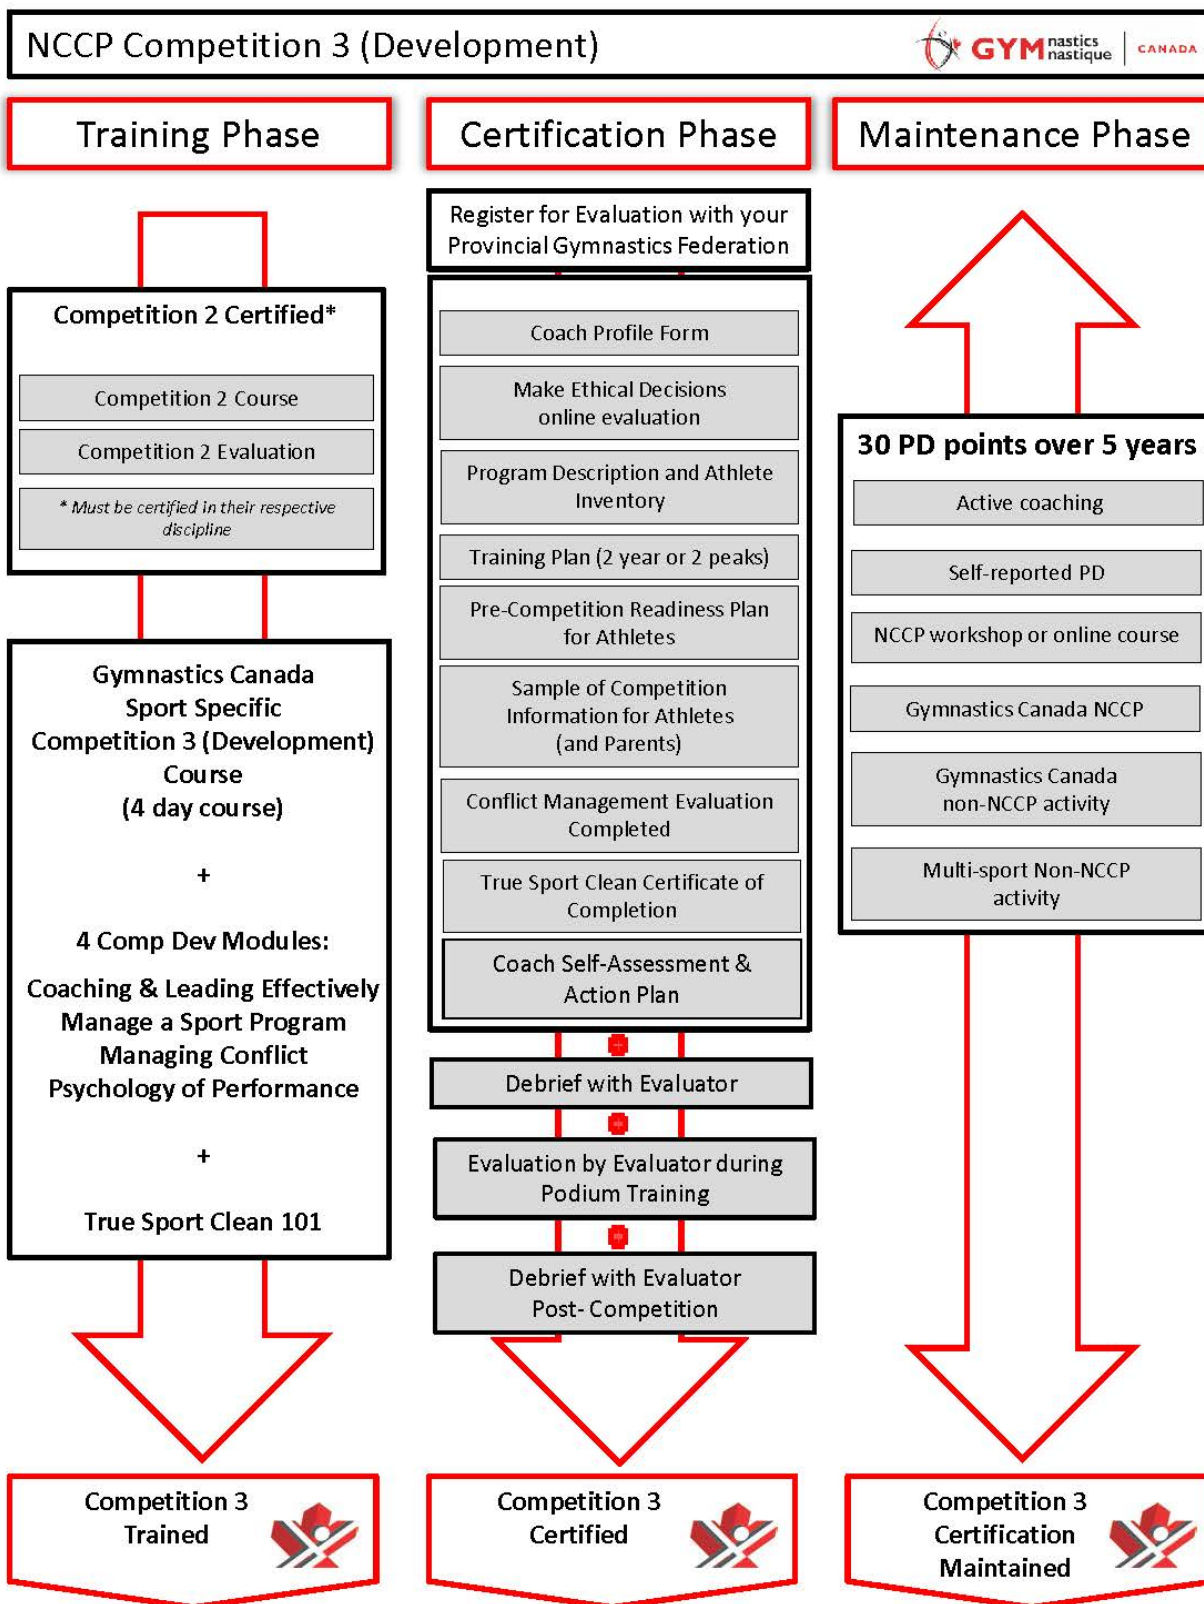 NCCP Competition 3 (Development)
GYM nastics
nastique
CANADA
Training Phase
Competition 2 Certified*
Competition 2 Course
Competition 2 Evaluation
* Must be certified in their respective
discipline
Gymnastics Canada
Sport Specific
Competition 3 (Development)
Course
(4 day course)
+
4 Comp Dev Modules:
Coaching & Leading Effectively
Manage a Sport Program
Managing Conflict
Psychology of Performance
+
True Sport Clean 101
Competition 3
Trained
Certification Phase
Register for Evaluation with your
Provincial Gymnastics Federation
Coach Profile Form
Make Ethical Decisions
online evaluation
Program Description and Athlete
Inventory
Training Plan (2 year or 2 peaks)
Pre-Competition Readiness Plan
for Athletes
Sample of Competition
Information for Athletes
(and Parents)
Conflict Management Evaluation
Completed
True Sport Clean Certificate of
Completion
Coach Self-Assessment &
Action Plan
+
Debrief with Evaluator
+
Evaluation by Evaluator during
Podium Training
+
Debrief with Evaluator
Post- Competition
Competition 3
Certified
Maintenance Phase
30 PD points over 5 years
Active coaching
Self-reported PD
NCCP workshop or online course
Gymnastics Canada NCCP
Gymnastics Canada
non-NCCP activity
Multi-sport Non-NCCP
activity
Competition 3
Certification
Maintained